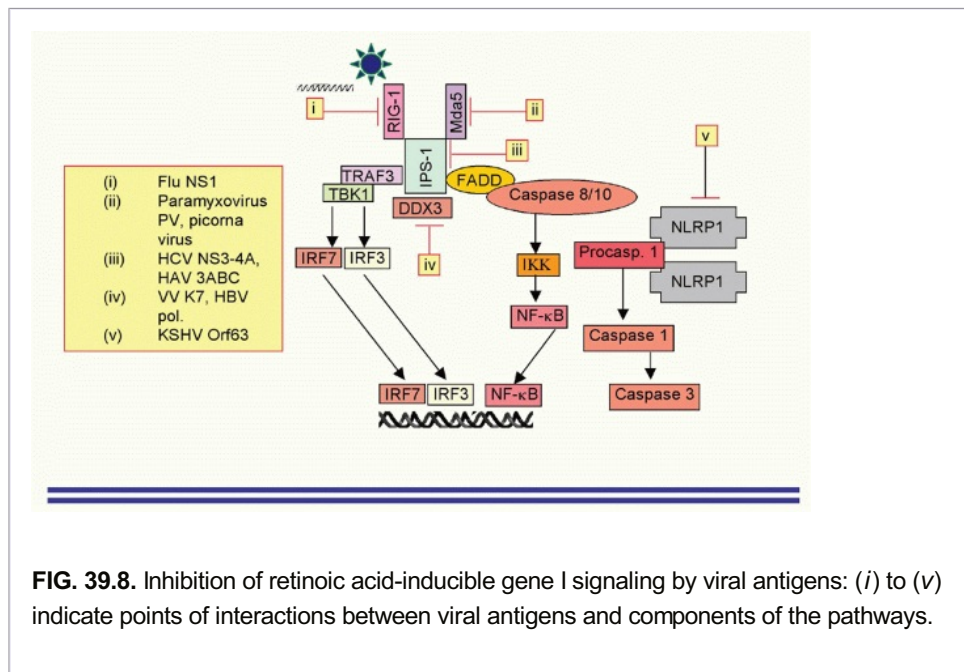 i
RIG-1
Mda5
ii
iii
v
IPS-1
TRAF3
TBK1
FADD
DDX3
Caspase 8/10
iv
IRF7 IRF3
IKK
NF-κB
NLRP1
Procasp. 1
NLRP1
Caspase 1
Caspase 3
IRF7 IRF3 NF-κB
(i) Flu NS1
(ii) Paramyxovirus
PV, picorna
virus
(iii) HCV NS3-4A,
HAV 3ABC
(iv) VV K7, HBV
pol.
(v) KSHV Orf63
FIG. 39.8. Inhibition of retinoic acid-inducible gene I signaling by viral antigens: (i) to (v)
indicate points of interactions between viral antigens and components of the pathways.